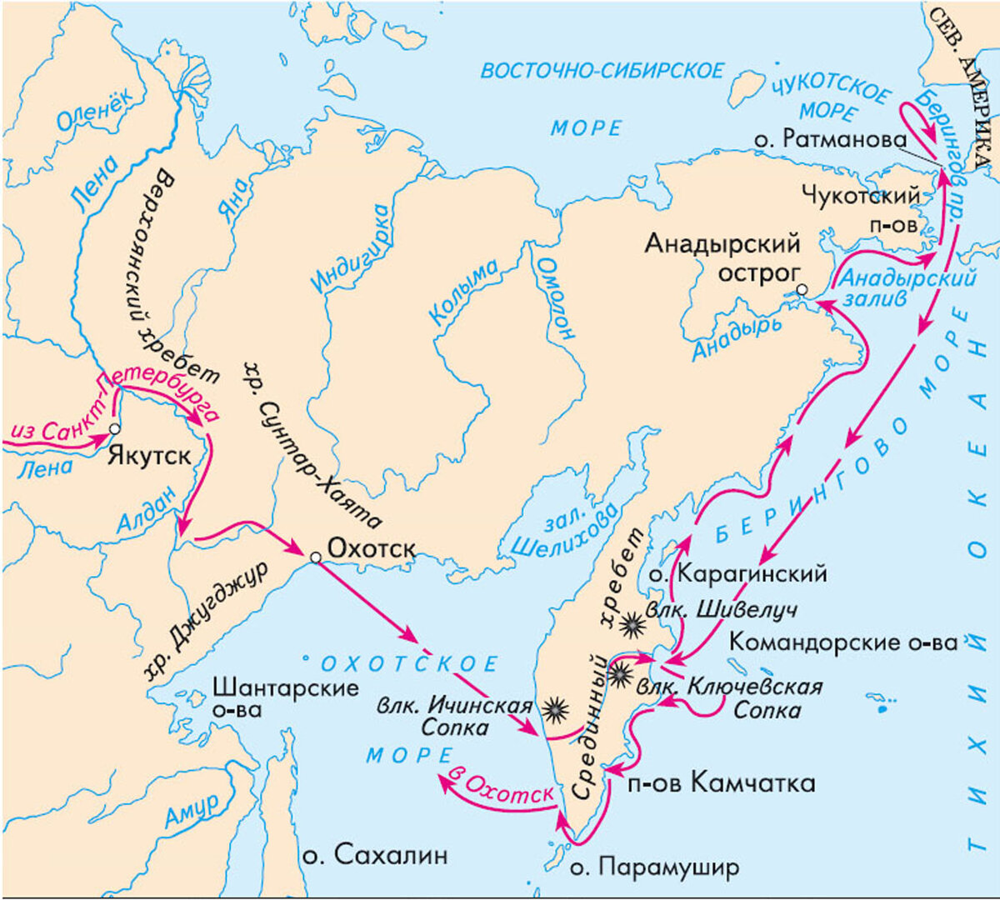 СЕВ. АМЕРИКА
ВОСТОЧНО-СИБИРСКОЕ
МОРЕ
ЧУКОТСКОЕ
МОРЕ
Берингов пр.
о. Ратманова
Оленёк
Лена
Верхоянский хребет
Яна
Индигирка
Колыма
Омолон
Чукотский
п-ов
Анадырский
острог
Анадырский
залив
Анадырь
из Санкт-Петербурга
Якутск
Лена
Алдан
хр. Сунтар-Хаята
Охотск
зал.
Шелихова
БЕРИНГОВО МОРЕ
ТИХИЙ ОКЕАН
хр. Джугджур
о. Карагинский
Срединный хребет
влк. Шивелуч
Командорские о-ва
ОХОТСКОЕ
МОРЕ
Шантарские
о-ва
влк. Ичинская
Сопка
влк. Ключевская
Сопка
в Охотск
п-ов Камчатка
Амур
о. Сахалин
о. Парамушир